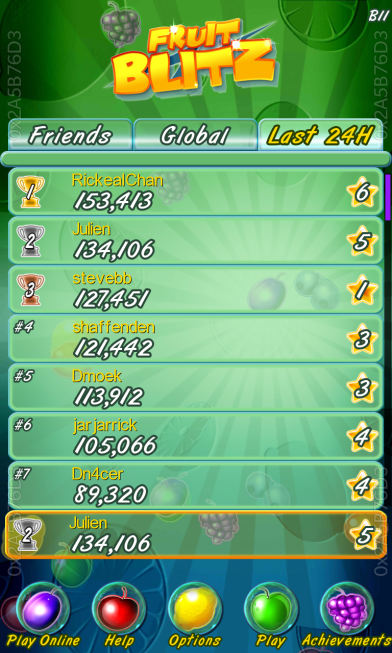 B11
FRUIT
BLITZ
0x2A5B76D3
0x2A5B76D3
Friends Global Last 24H
1 RickealChan 6
153,413
2 Julien 5
134,106
3 stevebb 1
127,451
#4 shaffenden 3
121,442
#5 Dmoek 3
113,912
#6 jarjarrick 4
105,066
#7 Dn4cer 4
89,320
2 Julien 5
134,106
Play Online Help Options Play Achievements